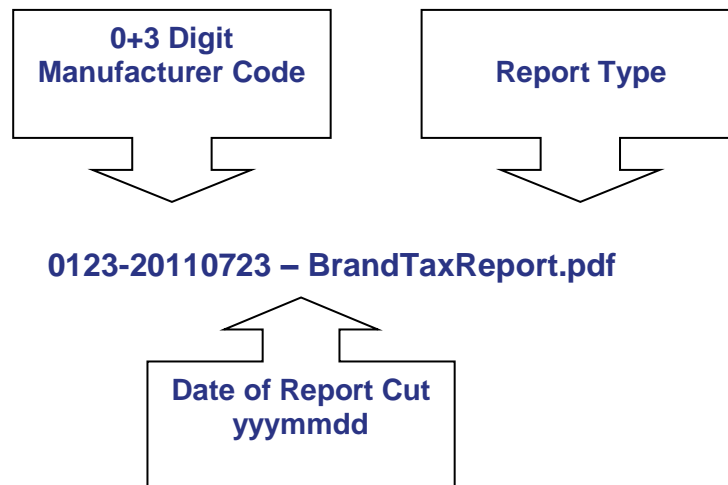 0+3 Digit
Manufacturer Code
Report Type
0123-20110723 – BrandTaxReport.pdf
Date of Report Cut
yyymmdd